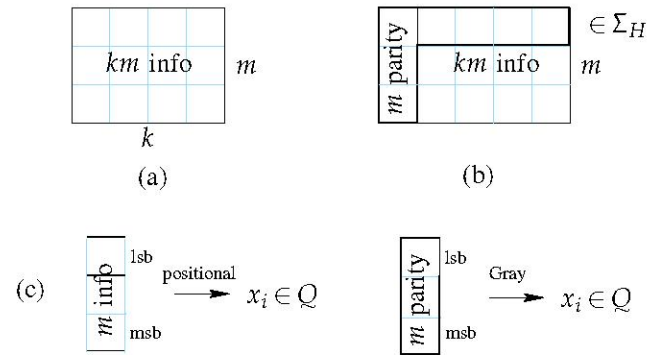 km info
m
k
(a)
m parity
km info
∈ Σ_H
m
(b)
(c)
m info
lsb
msb
positional
x_i ∈ Q
m parity
lsb
msb
Gray
x_i ∈ Q